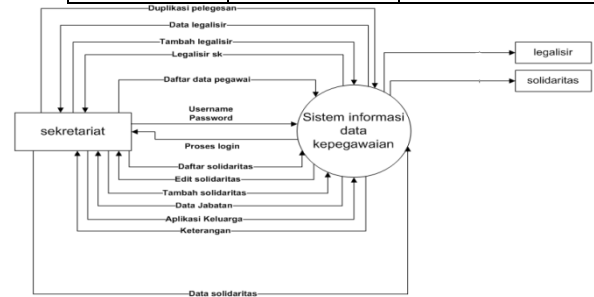 Duplikasi pelegesan
Data legalisir
Tambah legalisir
Legalisir sk
legalisir
Daftar data pegawai
solidaritas
Username
Password
sekretariat
Sistem informasi
data
kepegawaian
Proses login
Daftar solidaritas
Edit solidaritas
Tambah solidaritas
Data Jabatan
Aplikasi Keluarga
Keterangan
Data solidaritas